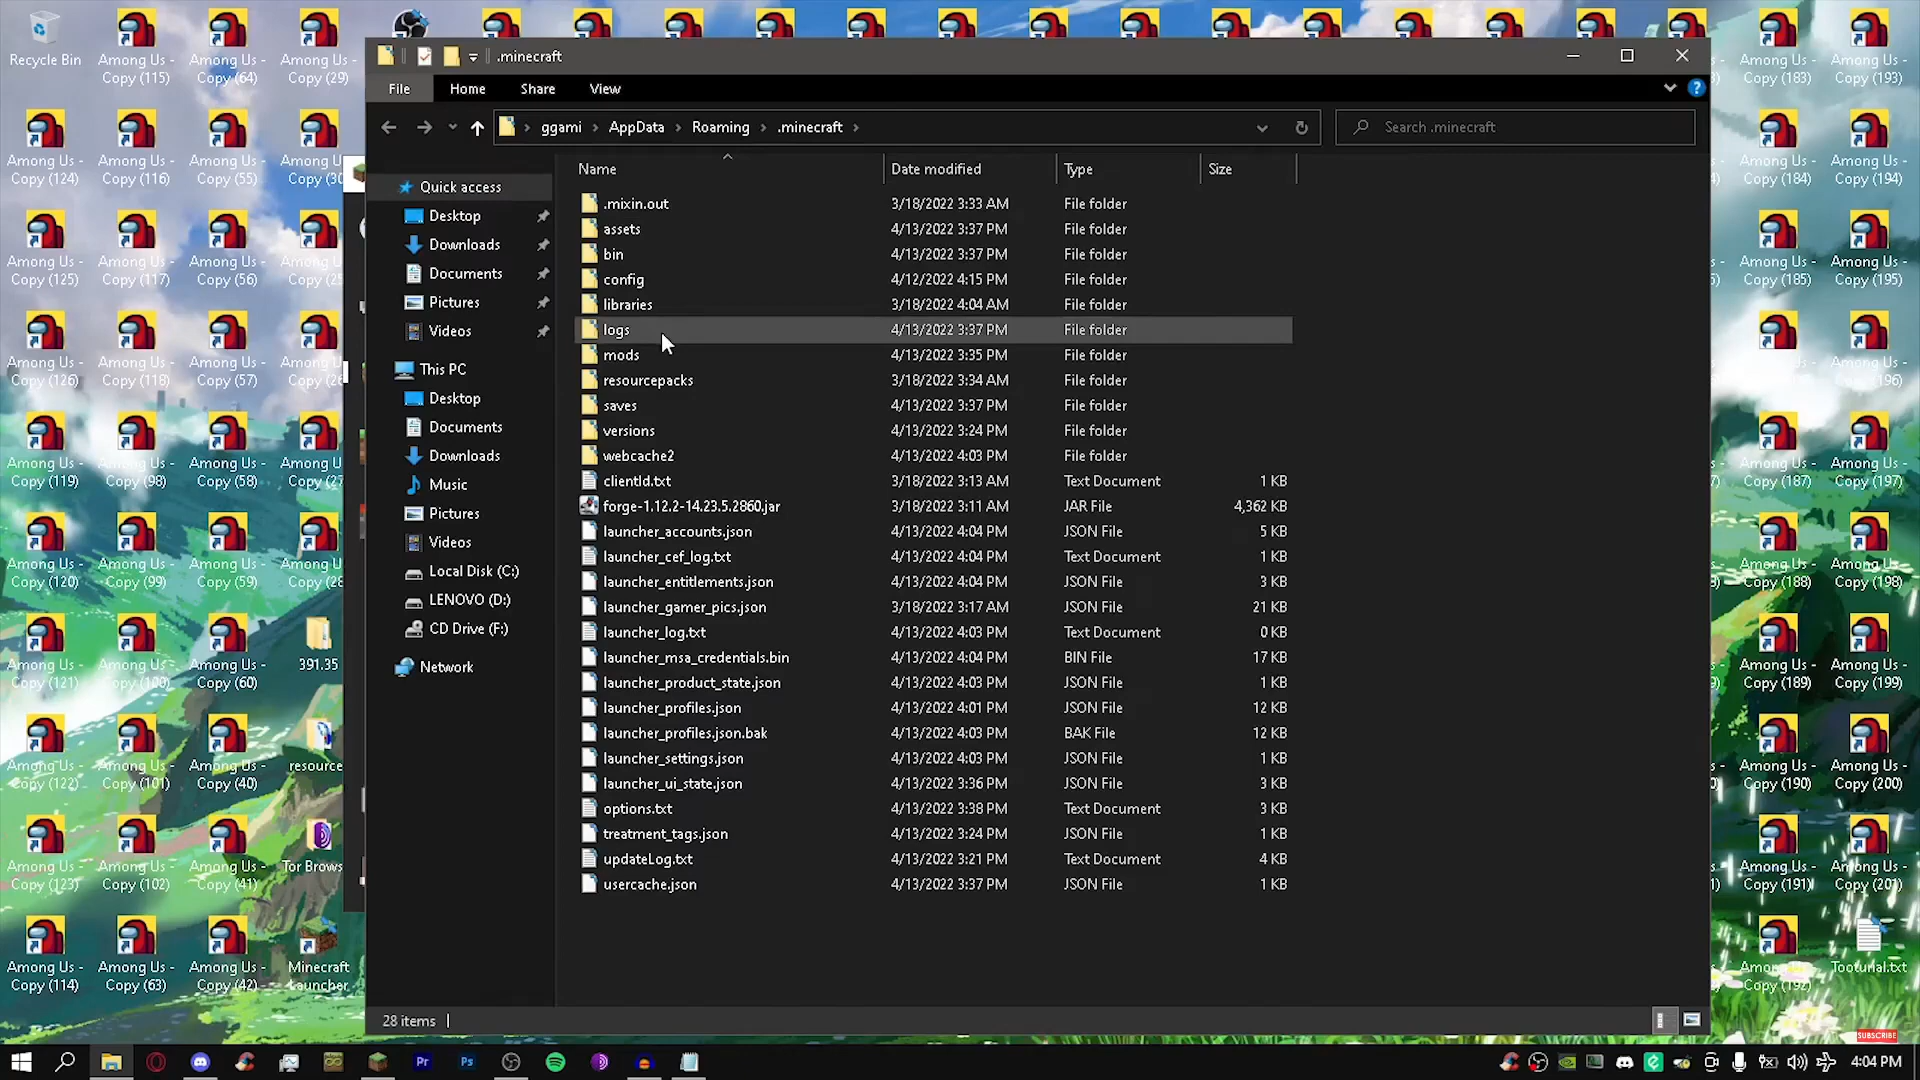 .minecraft
File Home Share View
ggami > AppData > Roaming > .minecraft >
Search .minecraft
Name Date modified Type Size
.mixin.out 3/18/2022 3:33 AM File folder
assets 4/13/2022 3:37 PM File folder
bin 4/13/2022 3:37 PM File folder
config 4/12/2022 4:15 PM File folder
libraries 3/18/2022 4:04 AM File folder
logs 4/13/2022 3:37 PM File folder
mods 4/13/2022 3:35 PM File folder
resourcepacks 3/18/2022 3:34 AM File folder
saves 4/13/2022 3:37 PM File folder
versions 4/13/2022 3:24 PM File folder
webcache2 4/13/2022 4:03 PM File folder
clientId.txt 3/18/2022 3:13 AM Text Document 1 KB
forge-1.12.2-14.23.5.2860.jar 3/18/2022 3:11 AM JAR File 4,362 KB
launcher_accounts.json 4/13/2022 4:04 PM JSON File 5 KB
launcher_cef_log.txt 4/13/2022 4:04 PM Text Document 1 KB
launcher_entitlements.json 4/13/2022 4:04 PM JSON File 3 KB
launcher_gamer_pics.json 3/18/2022 3:17 AM JSON File 21 KB
launcher_log.txt 4/13/2022 4:03 PM Text Document 0 KB
launcher_msa_credentials.bin 4/13/2022 4:04 PM BIN File 17 KB
launcher_product_state.json 4/13/2022 4:03 PM JSON File 1 KB
launcher_profiles.json 4/13/2022 4:01 PM JSON File 12 KB
launcher_profiles.json.bak 4/13/2022 4:03 PM BAK File 12 KB
launcher_settings.json 4/13/2022 4:03 PM JSON File 1 KB
launcher_ui_state.json 4/13/2022 3:36 PM JSON File 3 KB
options.txt 4/13/2022 3:38 PM Text Document 3 KB
treatment_tags.json 4/13/2022 3:24 PM JSON File 1 KB
updateLog.txt 4/13/2022 3:21 PM Text Document 4 KB
usercache.json 4/13/2022 3:37 PM JSON File 1 KB
Quick access
Desktop
Downloads
Documents
Pictures
Videos
This PC
Desktop
Documents
Downloads
Music
Pictures
Videos
Local Disk (C:)
LENOVO (D:)
CD Drive (F:)
Network
28 items
Recycle Bin
Among Us - Copy (115)
Among Us - Copy (64)
Among Us - Copy (29)
Among Us - Copy (124)
Among Us - Copy (116)
Among Us - Copy (55)
Among Us - Copy (125)
Among Us - Copy (117)
Among Us - Copy (56)
Among Us - Copy (126)
Among Us - Copy (118)
Among Us - Copy (57)
Among Us - Copy (119)
Among Us - Copy (98)
Among Us - Copy (58)
Among Us - Copy (120)
Among Us - Copy (99)
Among Us - Copy (59)
Among Us - Copy (121)
Among Us - Copy (100)
Among Us - Copy (60)
391.35
Among Us - Copy (122)
Among Us - Copy (101)
Among Us - Copy (40)
resource
Among Us - Copy (123)
Among Us - Copy (102)
Among Us - Copy (41)
Tor Brows
Among Us - Copy (114)
Among Us - Copy (63)
Among Us - Copy (42)
Minecraft Launcher
Among Us - Copy (183)
Among Us - Copy (193)
Among Us - Copy (184)
Among Us - Copy (194)
Among Us - Copy (185)
Among Us - Copy (195)
Among Us - Copy (196)
Among Us - Copy (187)
Among Us - Copy (197)
Among Us - Copy (188)
Among Us - Copy (198)
Among Us - Copy (189)
Among Us - Copy (199)
Among Us - Copy (190)
Among Us - Copy (200)
Among Us - Copy (191)
Among Us - Copy (201)
Among Us - Copy (192)
Tooturial.txt
SUBSCRIBE
Pr
Ps
4:04 PM